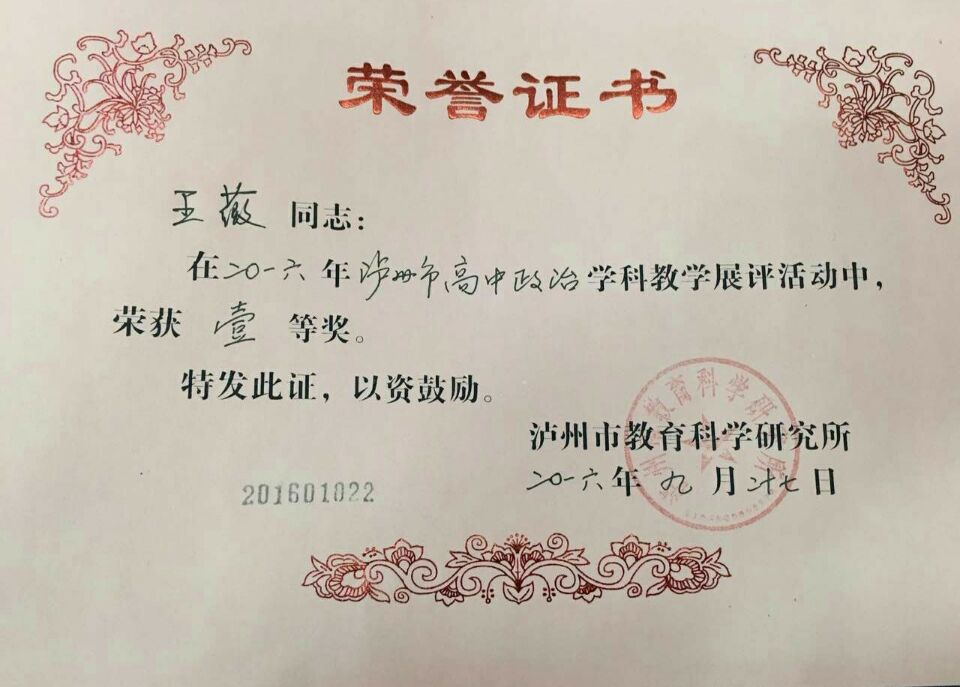 荣誉证书
王薇 同志：
在二〇一六年泸州市高中政治学科教学展评活动中，
荣获 壹 等奖。
特发此证，以资鼓励。
泸州市教育科学研究所
二〇一六年九月廿七日
201601022